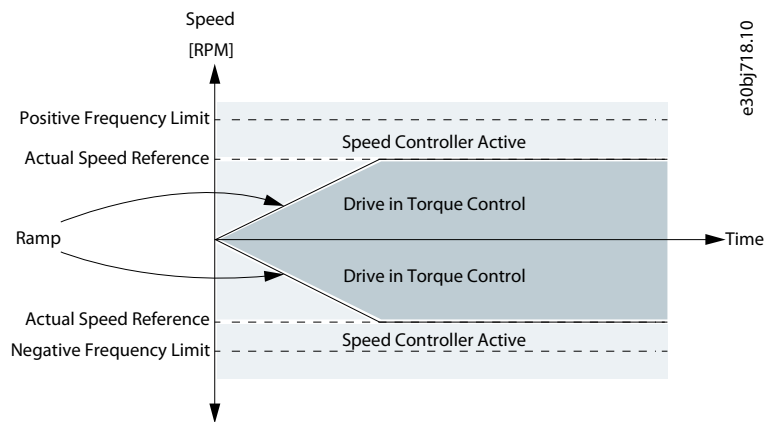 Speed
[RPM]
e30bj718.10
Positive Frequency Limit
Speed Controller Active
Actual Speed Reference
Drive in Torque Control
Ramp
Time
Drive in Torque Control
Actual Speed Reference
Speed Controller Active
Negative Frequency Limit